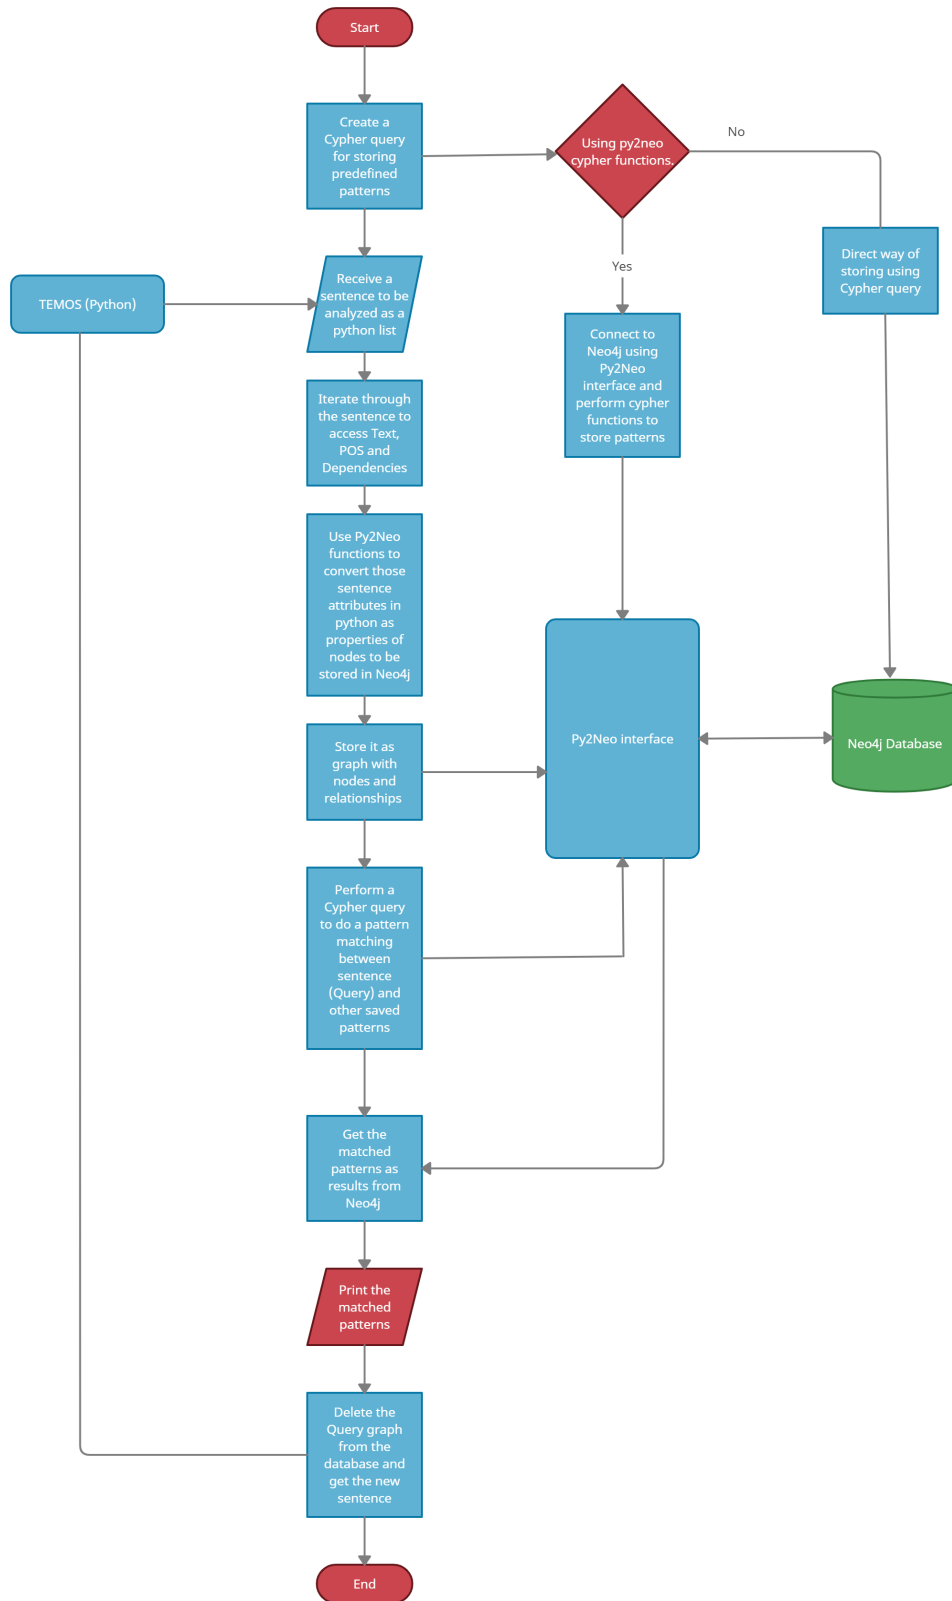 Start
Create a
Cypher query
for storing
predefined
patterns
Using py2neo
cypher functions.
No
Yes
Direct way of
storing using
Cypher query
TEMOS (Python)
Receive a
sentence to be
analyzed as a
python list
Connect to
Neo4j using
Py2Neo
interface and
perform cypher
functions to
store patterns
Iterate through
the sentence to
access Text,
POS and
Dependencies
Use Py2Neo
functions to
convert those
sentence
attributes in
python as
properties of
nodes to be
stored in Neo4j
Store it as
graph with
nodes and
relationships
Py2Neo interface
Neo4j Database
Perform a
Cypher query
to do a pattern
matching
between
sentence
(Query) and
other saved
patterns
Get the
matched
patterns as
results from
Neo4j
Print the
matched
patterns
Delete the
Query graph
from the
database and
get the new
sentence
End